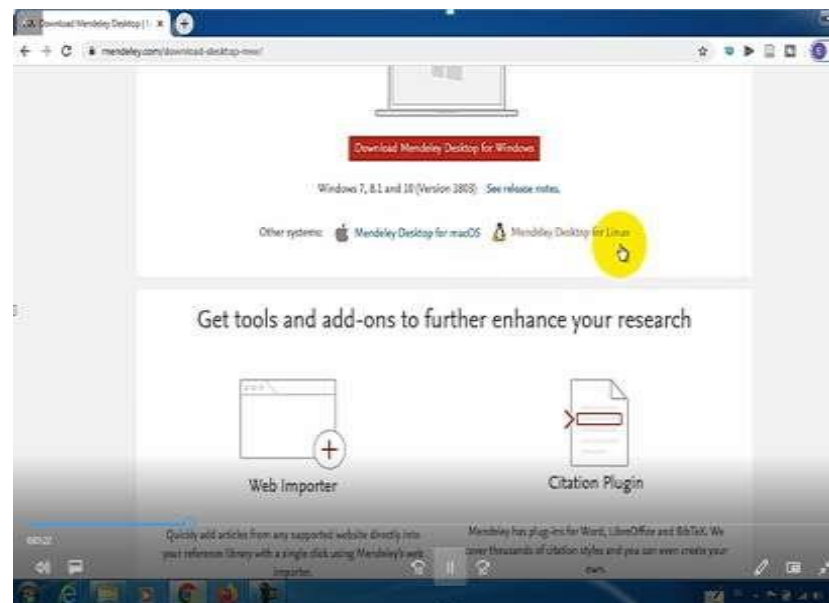 Download Mendeley Desktop | 
mendeley.com/download-desktop-new/
Download Mendeley Desktop for Windows
Windows 7, 8.1 and 10 (Version 1803) See release notes.
Other systems: Mendeley Desktop for macOS Mendeley Desktop for Linux
Get tools and add-ons to further enhance your research
Web Importer
Citation Plugin
Quickly add articles from any supported website directly into
your reference library with a single click using Mendeley's web
importer.
Mendeley has plug-ins for Word, LibreOffice and BibTeX. We
cover thousands of citation styles and you can even create your
own.